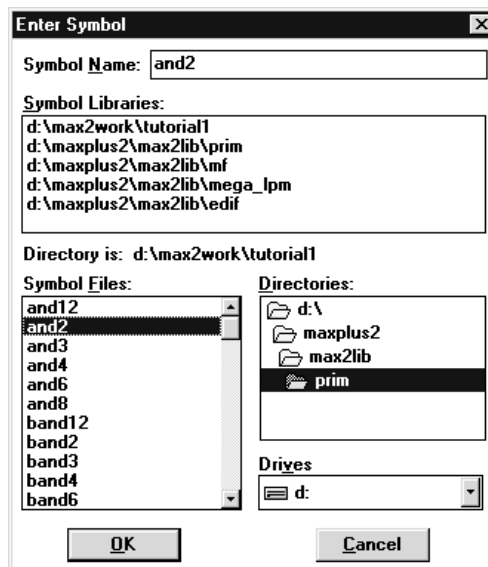 Enter Symbol
Symbol Name: and2
Symbol Libraries:
d:\max2work\tutorial1
d:\maxplus2\max2lib\prim
d:\maxplus2\max2lib\mf
d:\maxplus2\max2lib\mega_lpm
d:\maxplus2\max2lib\edif
Directory is: d:\max2work\tutorial1
Symbol Files:
and12
and2
and3
and4
and6
and8
band12
band2
band3
band4
band6
Directories:
d:\
maxplus2
max2lib
prim
Drives
d:
OK
Cancel